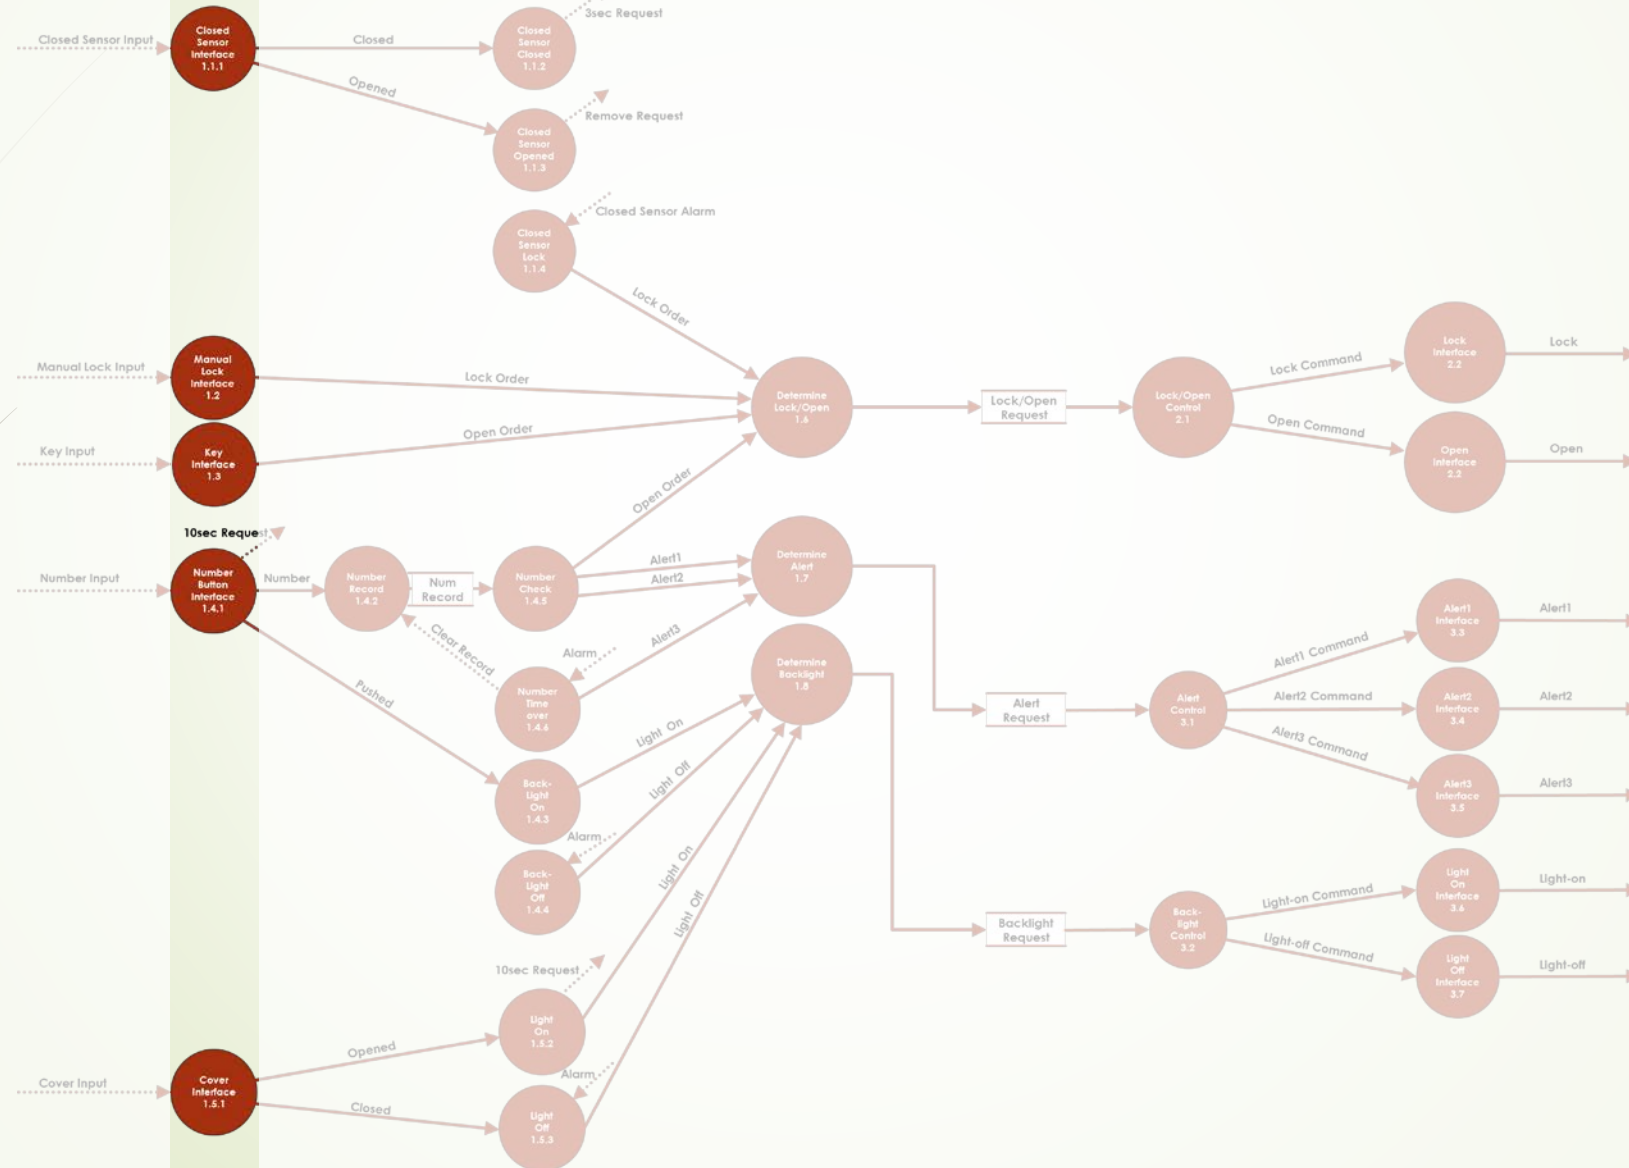 Closed Sensor Input
Closed
Sensor
Interface
1.1.1
Closed
Opened
Closed
Sensor
Closed
1.1.2
3sec Request
Closed
Sensor
Opened
1.1.3
Remove Request
Closed
Sensor
Lock
1.1.4
Closed Sensor Alarm
Lock Order
Manual Lock Input
Manual
Lock
Interface
1.2
Lock Order
Key Input
Key
Interface
1.3
Open Order
Determine
Lock/Open
1.6
Lock/Open
Request
Lock/Open
Control
2.1
Lock Command
Open Command
Lock
Interface
2.2
Lock
Open
Interface
2.2
Open
10sec Request
Number Input
Number
Button
Interface
1.4.1
Number
Number
Record
1.4.2
Num
Record
Number
Check
1.4.5
Open Order
Alert1
Alert2
Determine
Alert
1.7
Clear Record
Alarm
Alert3
Number
Time
over
1.4.6
Pushed
Determine
Backlight
1.8
Light On
Back-
Light
On
1.4.3
Light Off
Alarm
Back-
Light
Off
1.4.4
Alert
Request
Alert
Control
3.1
Alert1 Command
Alert2 Command
Alert3 Command
Alert1
Interface
3.3
Alert1
Alert2
Interface
3.4
Alert2
Alert3
Interface
3.5
Alert3
Light On
Light Off
Backlight
Request
Back-
light
Control
3.2
Light-on Command
Light-off Command
Light
On
Interface
3.6
Light-on
Light
Off
Interface
3.7
Light-off
10sec Request
Light
On
1.5.2
Cover Input
Cover
Interface
1.5.1
Opened
Closed
Alarm
Light
Off
1.5.3